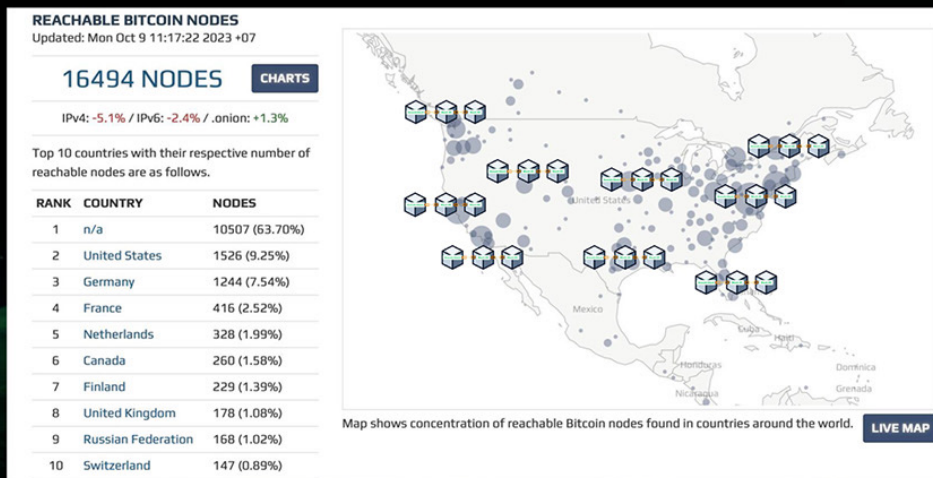 REACHABLE BITCOIN NODES
Updated: Mon Oct 9 11:17:22 2023 +07
16494 NODES
CHARTS
IPv4: -5.1% / IPv6: -2.4% / .onion: +1.3%
Top 10 countries with their respective number of
reachable nodes are as follows.
RANK COUNTRY NODES
1 n/a 10507 (63.70%)
2 United States 1526 (9.25%)
3 Germany 1244 (7.54%)
4 France 416 (2.52%)
5 Netherlands 328 (1.99%)
6 Canada 260 (1.58%)
7 Finland 229 (1.39%)
8 United Kingdom 178 (1.08%)
9 Russian Federation 168 (1.02%)
10 Switzerland 147 (0.89%)
United States
Mexico
Cuba
Haiti
Honduras
Dominica
Nicaragua
Grenada
Map shows concentration of reachable Bitcoin nodes found in countries around the world.
LIVE MAP